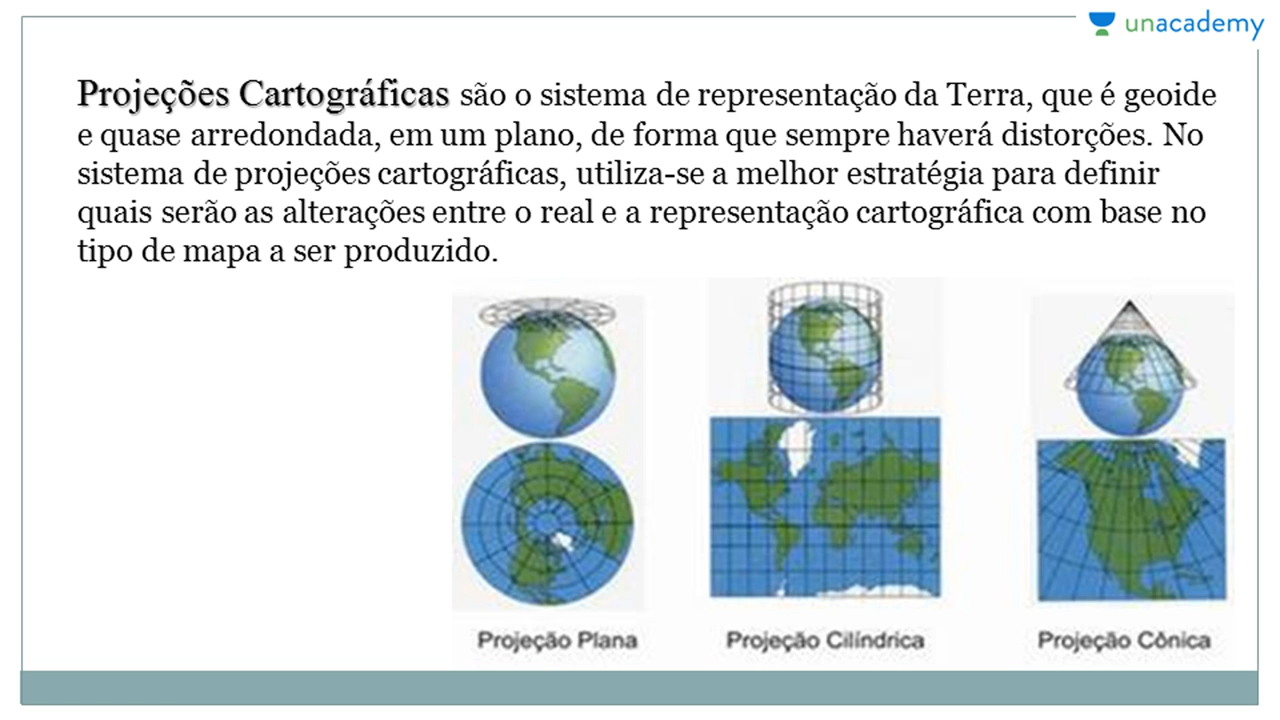 unacademy
Projeções Cartográficas são o sistema de representação da Terra, que é geoide
e quase arredondada, em um plano, de forma que sempre haverá distorções. No
sistema de projeções cartográficas, utiliza-se a melhor estratégia para definir
quais serão as alterações entre o real e a representação cartográfica com base no
tipo de mapa a ser produzido.
Projeção Plana
Projeção Cilíndrica
Projeção Cônica